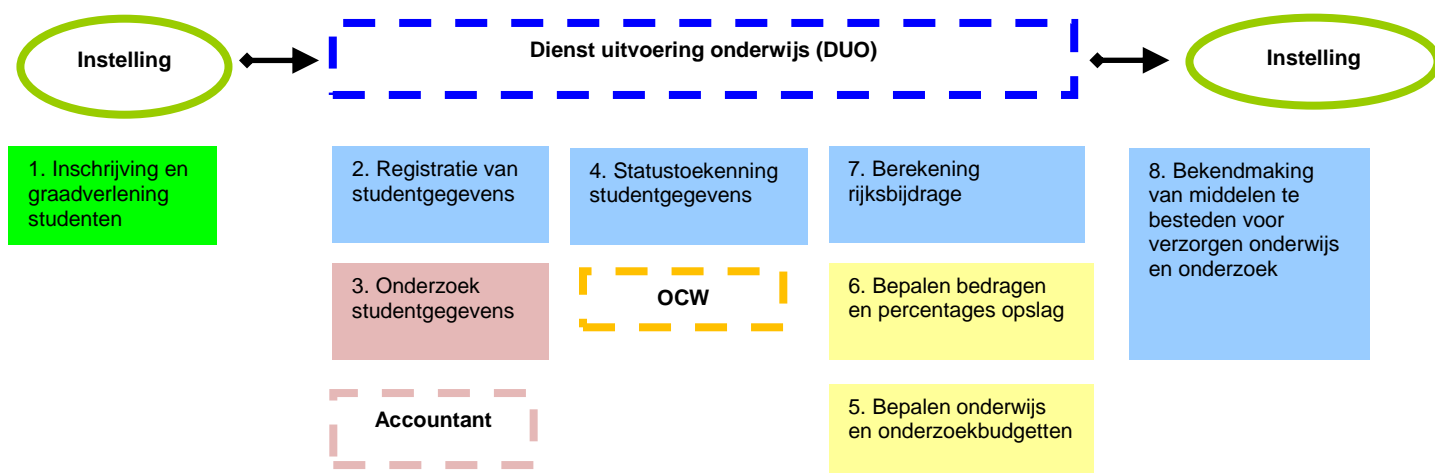 Instelling
Dienst uitvoering onderwijs (DUO)
Instelling
1. Inschrijving en
graadverlening
studenten
2. Registratie van
studentgegevens
4. Statustoekenning
studentgegevens
7. Berekening
rijksbijdrage
8. Bekendmaking
van middelen te
besteden voor
verzorgen onderwijs
en onderzoek
3. Onderzoek
studentgegevens
OCW
6. Bepalen bedragen
en percentages opslag
Accountant
5. Bepalen onderwijs
en onderzoekbudgetten